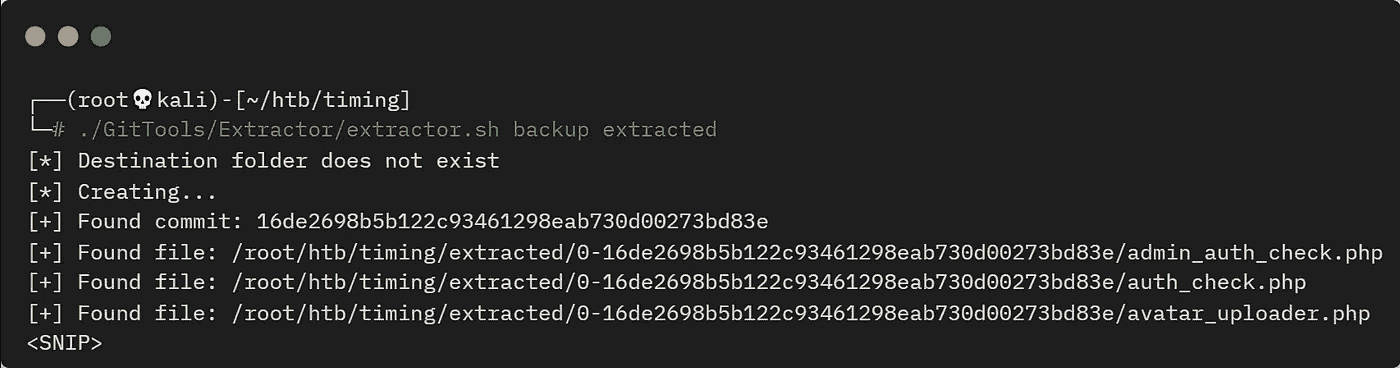 ┌──(root💀kali)-[~/htb/timing]
└─# ./GitTools/Extractor/extractor.sh backup extracted
[*] Destination folder does not exist
[*] Creating...
[+] Found commit: 16de2698b5b122c93461298eab730d00273bd83e
[+] Found file: /root/htb/timing/extracted/0-16de2698b5b122c93461298eab730d00273bd83e/admin_auth_check.php
[+] Found file: /root/htb/timing/extracted/0-16de2698b5b122c93461298eab730d00273bd83e/auth_check.php
[+] Found file: /root/htb/timing/extracted/0-16de2698b5b122c93461298eab730d00273bd83e/avatar_uploader.php
<SNIP>